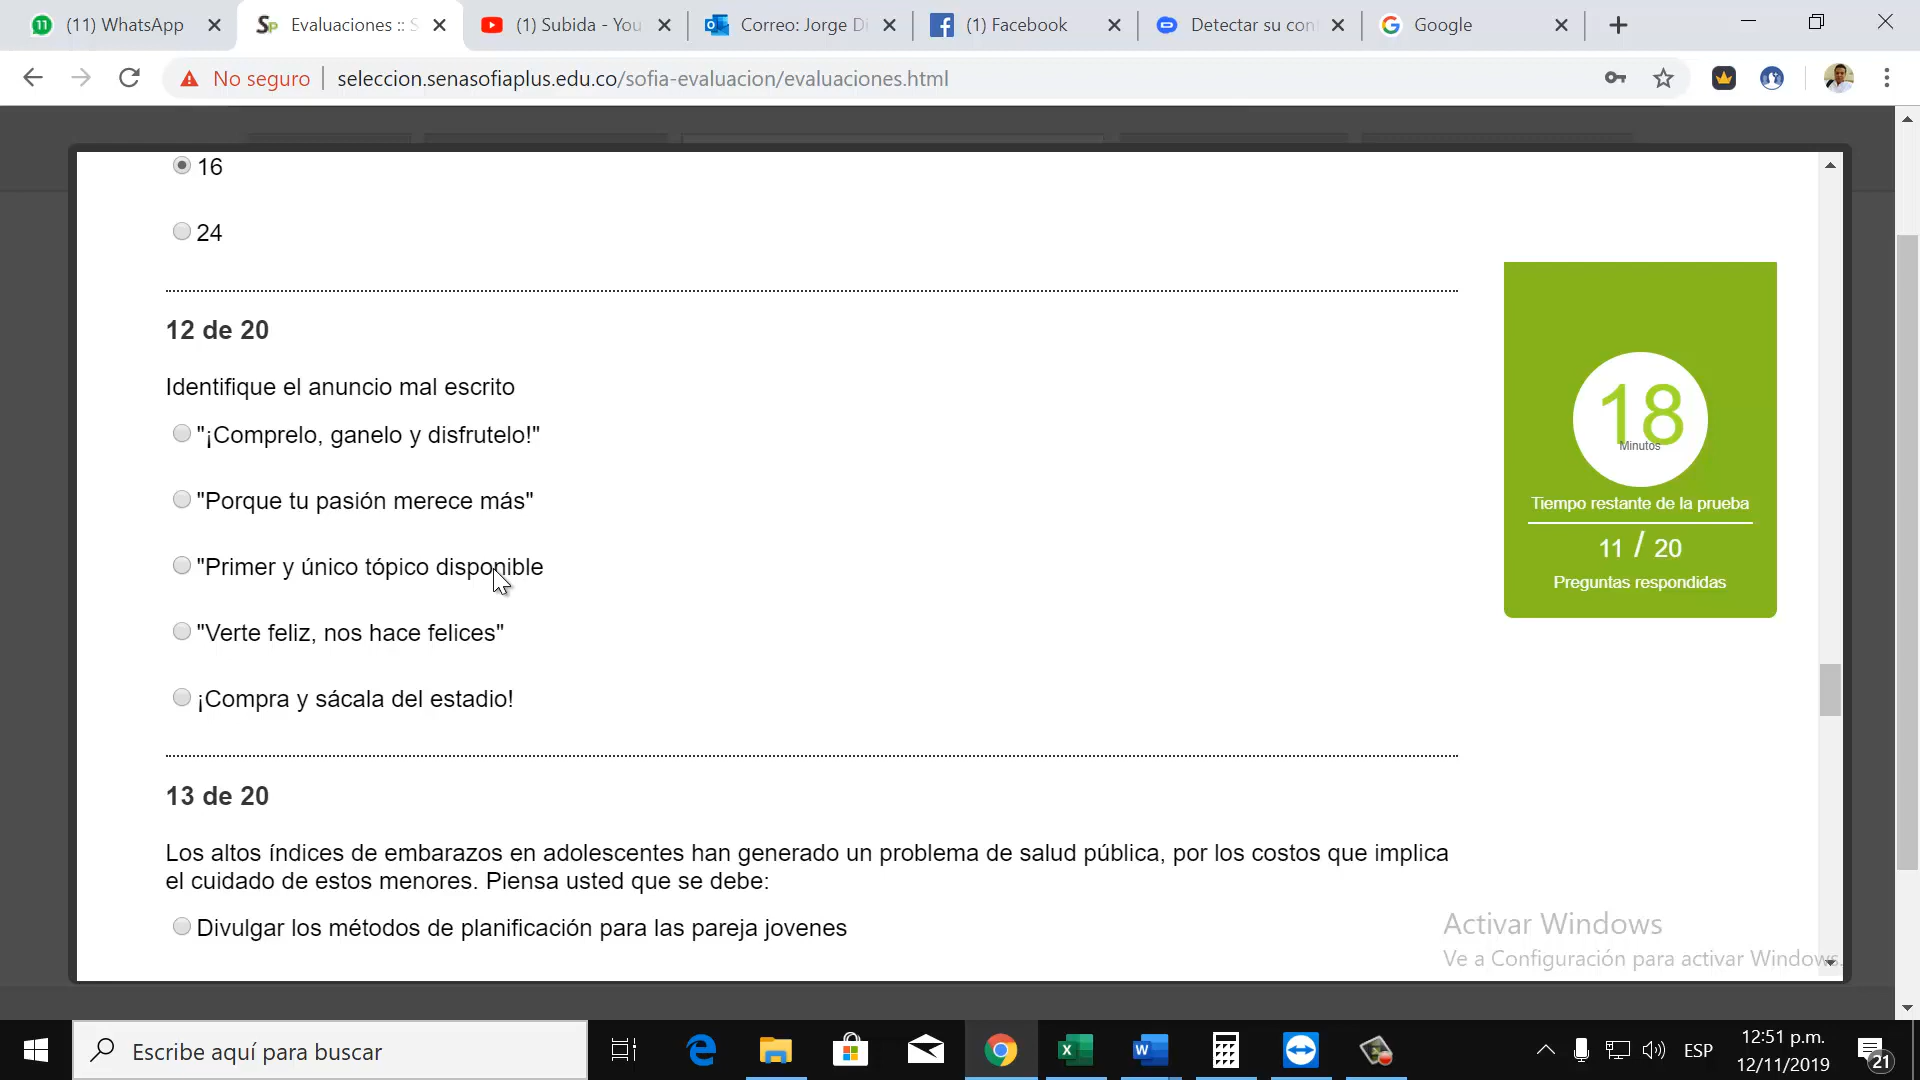 (11) WhatsApp
Evaluaciones :: S
(1) Subida - You
Correo: Jorge Di
(1) Facebook
Detectar su cont
Google
No seguro
seleccion.senasofiaplus.edu.co/sofia-evaluacion/evaluaciones.html
16
24
12 de 20
Identifique el anuncio mal escrito
"¡Comprelo, ganelo y disfrutelo!"
"Porque tu pasión merece más"
"Primer y único tópico disponible
"Verte feliz, nos hace felices"
¡Compra y sácala del estadio!
18
Minutos
Tiempo restante de la prueba
11 / 20
Preguntas respondidas
13 de 20
Los altos índices de embarazos en adolescentes han generado un problema de salud pública, por los costos que implica
el cuidado de estos menores. Piensa usted que se debe:
Divulgar los métodos de planificación para las pareja jovenes
Activar Windows
Ve a Configuración para activar Windows.
Escribe aquí para buscar
ESP
12:51 p.m.
12/11/2019
21